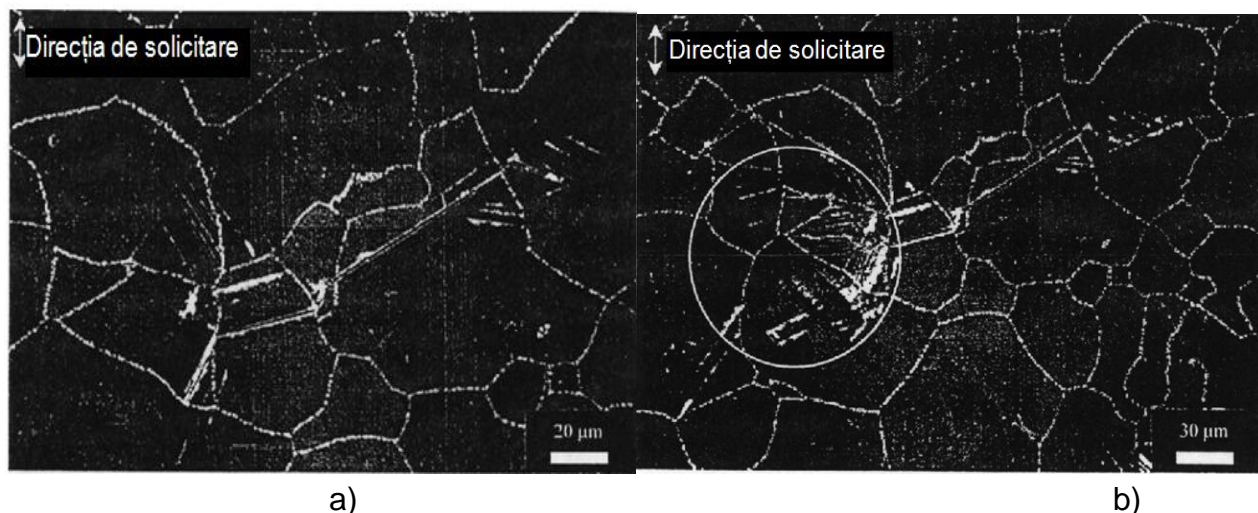 Direcția de solicitare
Direcția de solicitare
20 μm
30 μm
a)
b)